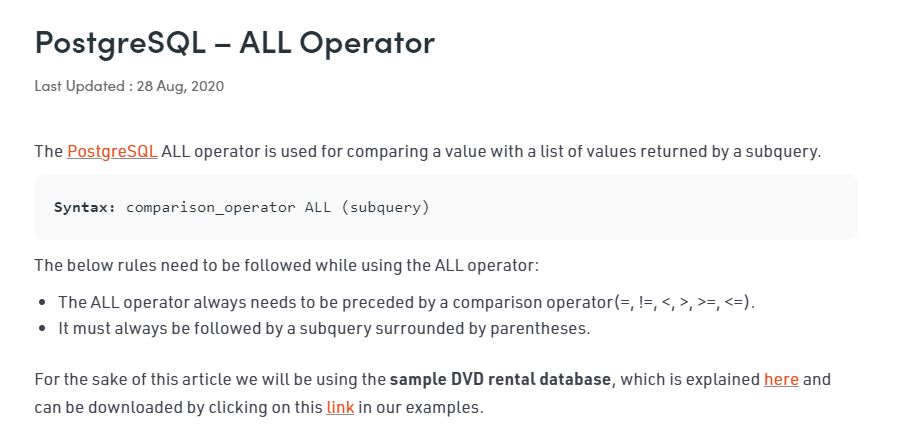 PostgreSQL – ALL Operator
Last Updated : 28 Aug, 2020
The PostgreSQL ALL operator is used for comparing a value with a list of values returned by a subquery.
Syntax: comparison_operator ALL (subquery)
The below rules need to be followed while using the ALL operator:
• The ALL operator always needs to be preceded by a comparison operator(=, !=, <, >, >=, <=).
• It must always be followed by a subquery surrounded by parentheses.
For the sake of this article we will be using the sample DVD rental database, which is explained here and
can be downloaded by clicking on this link in our examples.